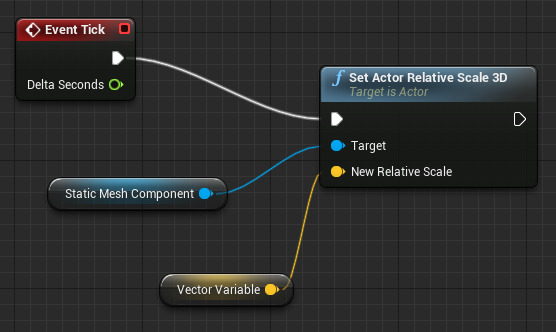 Event Tick
Delta Seconds
Set Actor Relative Scale 3D
Target is Actor
Target
New Relative Scale
Static Mesh Component
Vector Variable